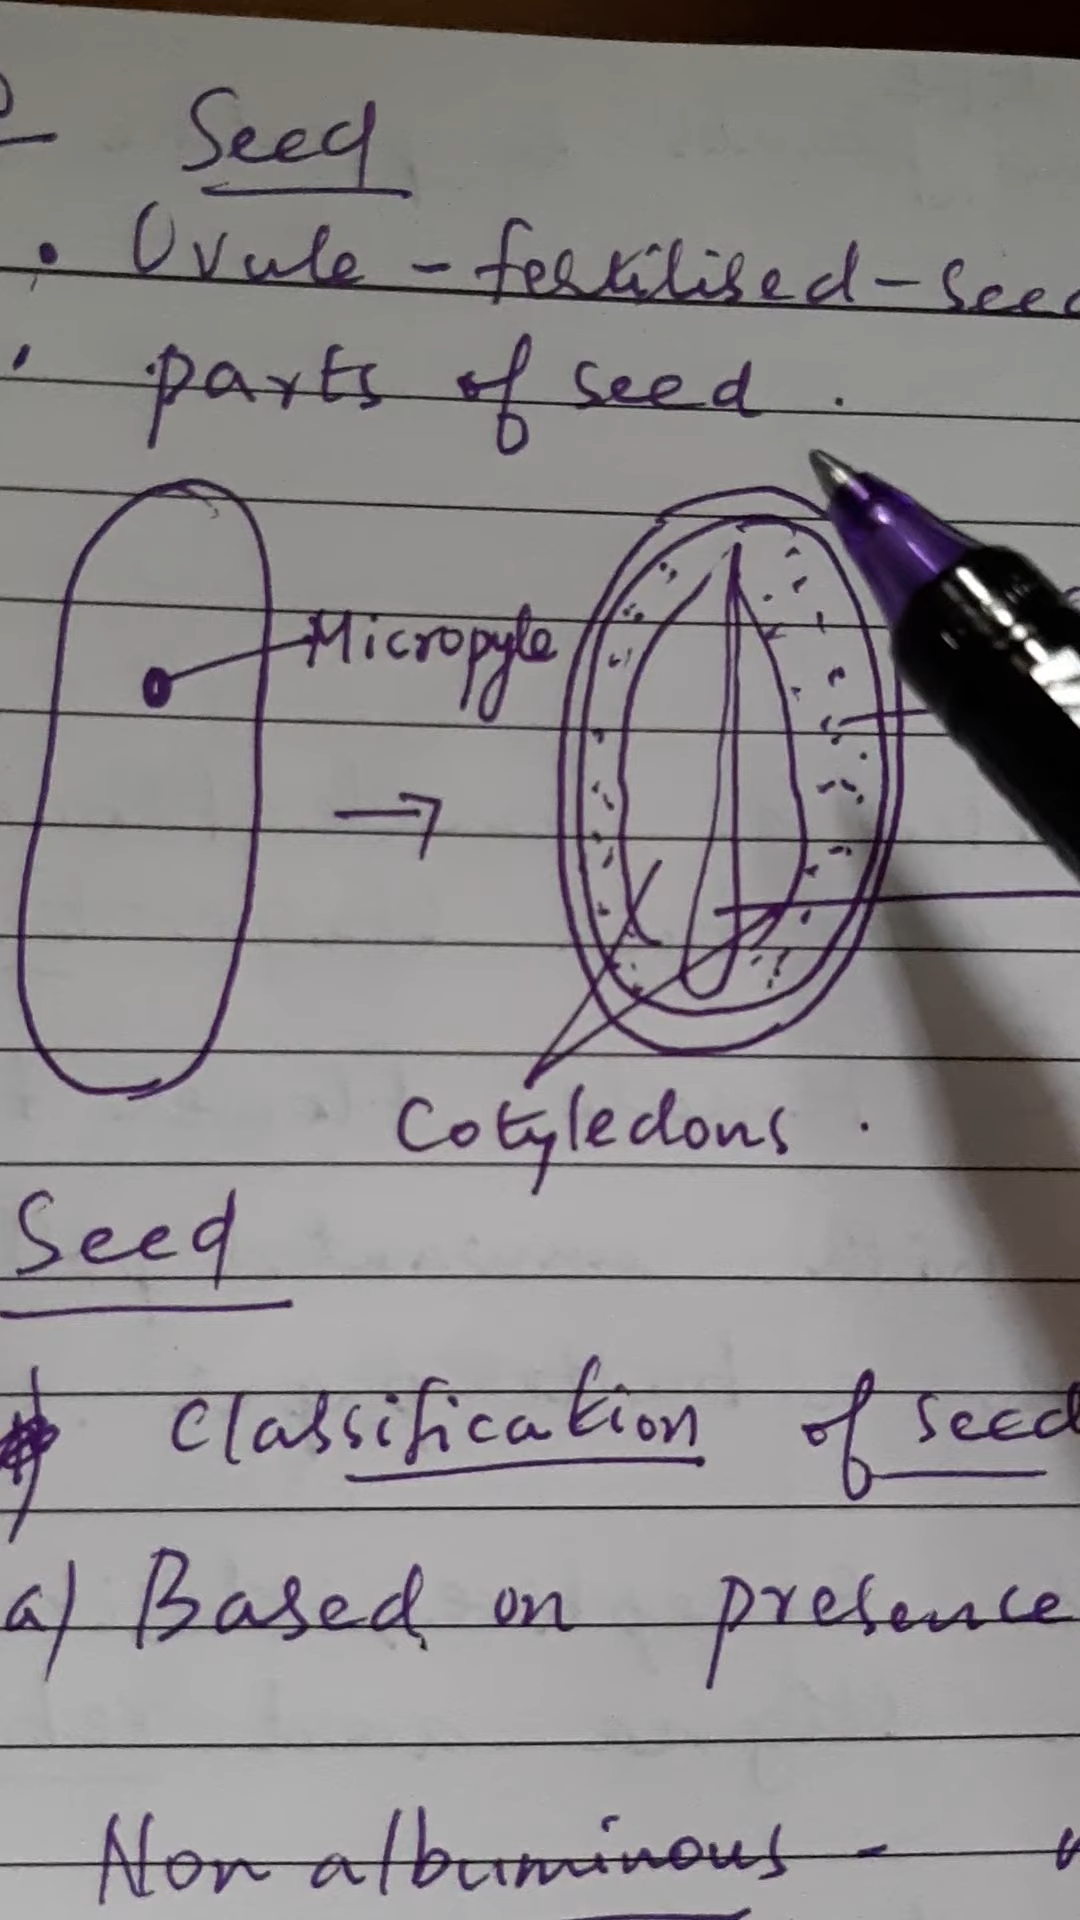 Seed
• Ovule - fertilised - seed
• parts of seed.
Micropyle
→
Cotyledons.
Seed
Classification of seed
a) Based on presence
Non albuminous -